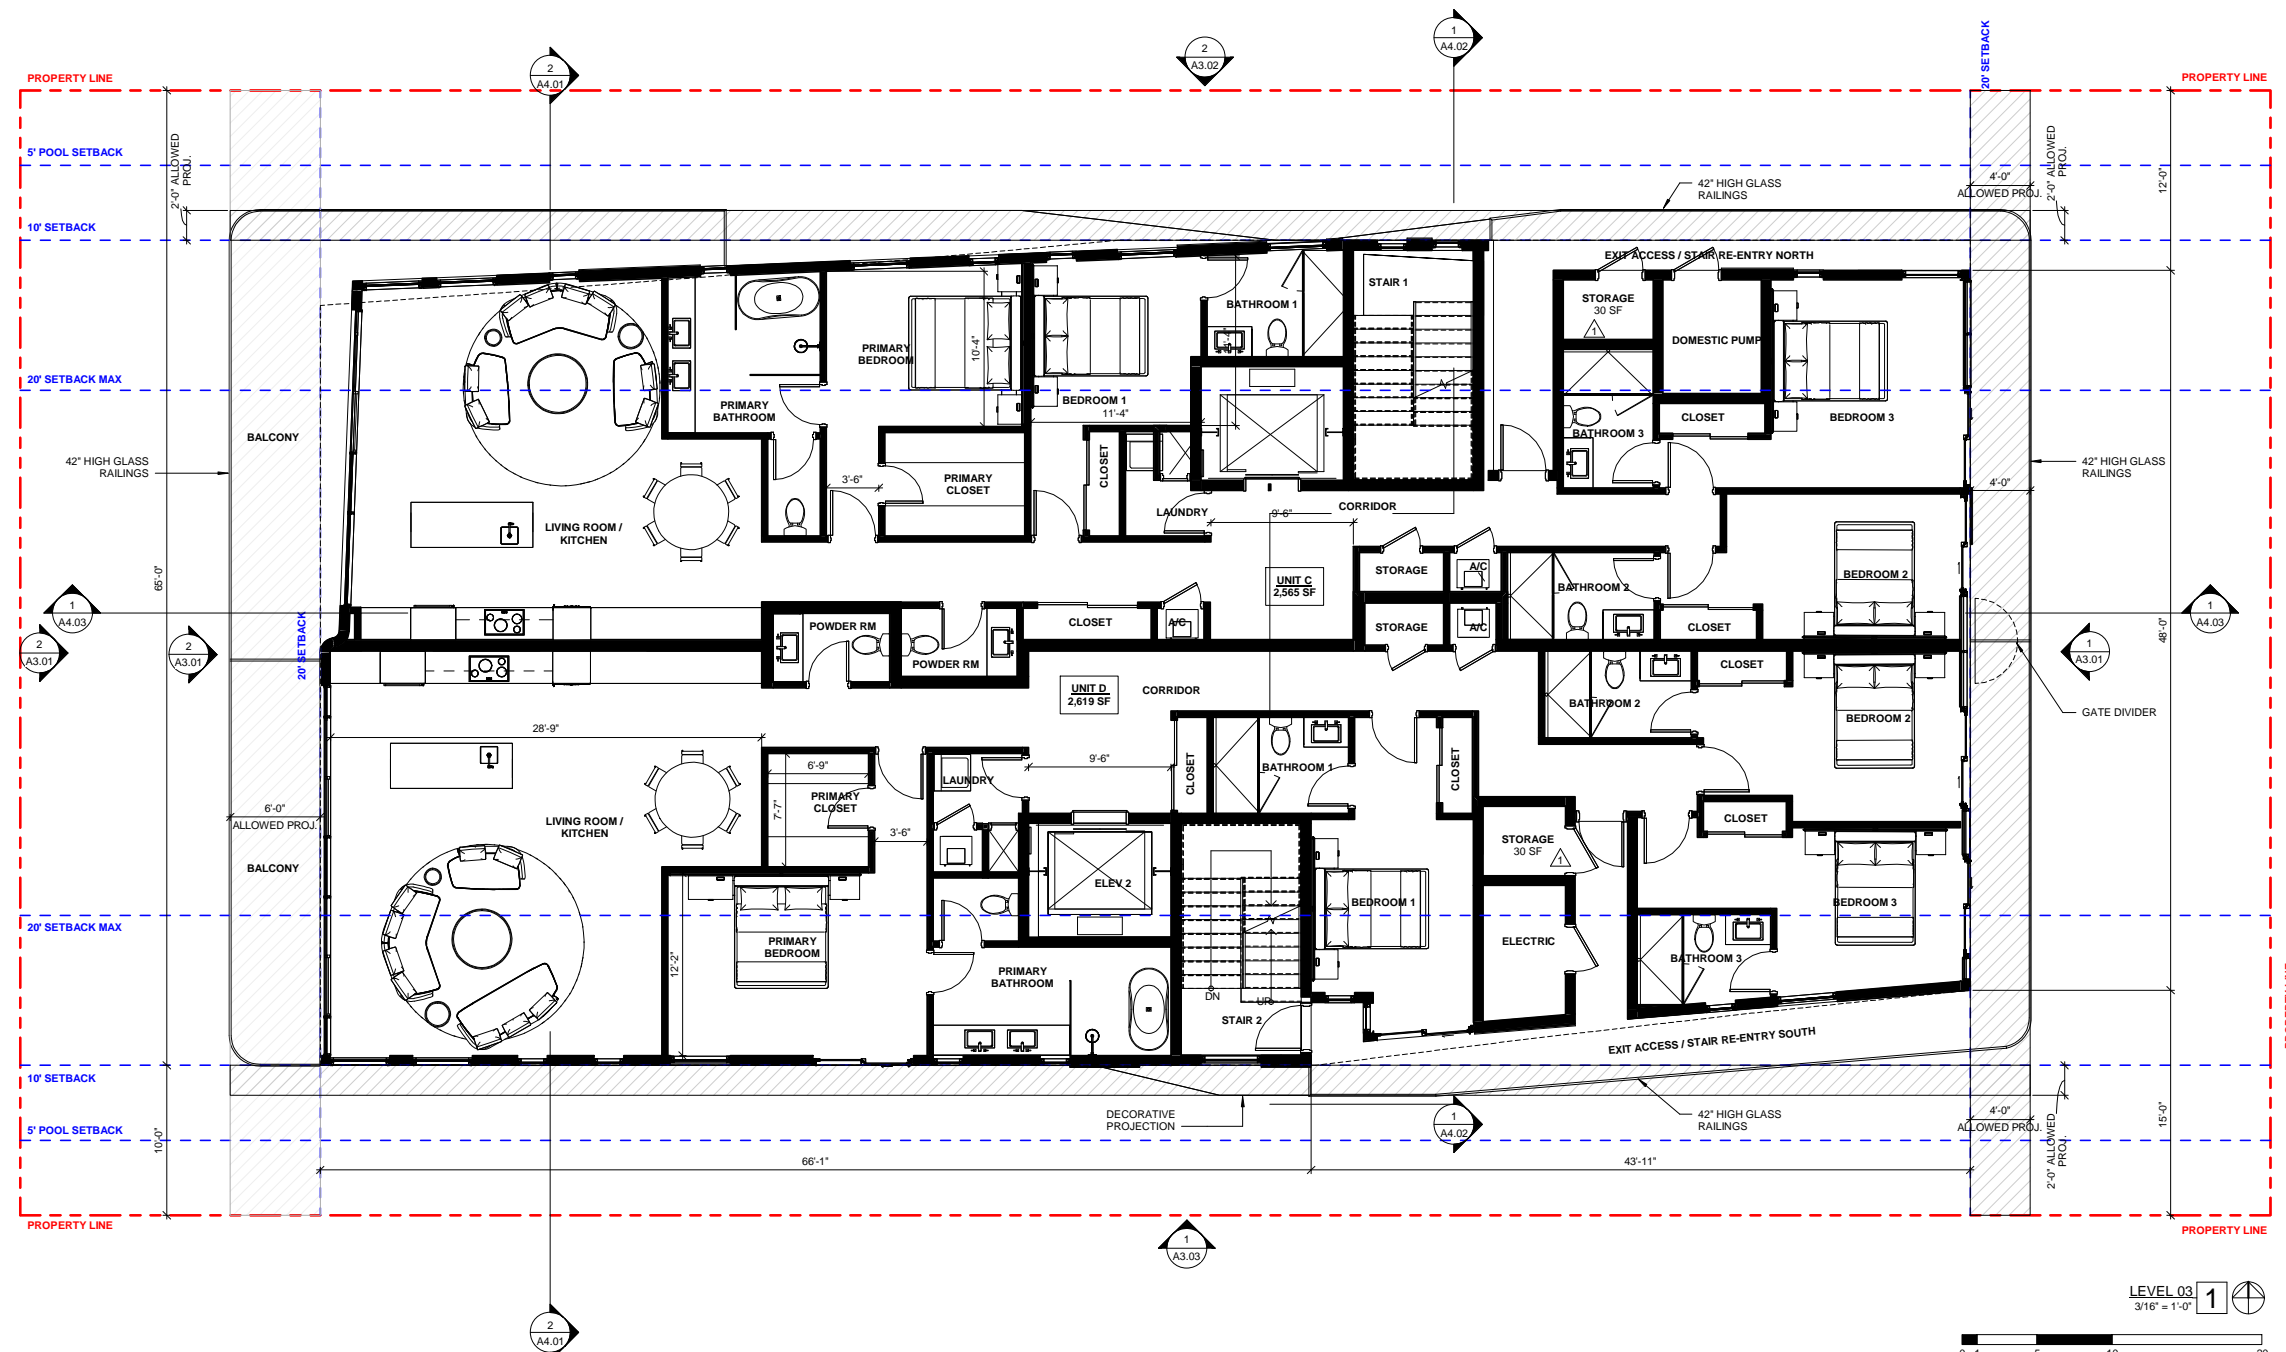 1
A4.02
2
A3.02
2
A4.01
20' SETBACK
PROPERTY LINE
PROPERTY LINE
5' POOL SETBACK
2'-0" ALLOWED
PROJ.
2'-0" ALLOWED
PROJ.
12'-0"
4'-0"
ALLOWED PROJ.
42" HIGH GLASS
RAILINGS
10' SETBACK
EXIT ACCESS / STAIR RE-ENTRY NORTH
STAIR 1
BATHROOM 1
STORAGE
30 SF
1
DOMESTIC PUMP
PRIMARY
BEDROOM
10'-4"
20' SETBACK MAX
PRIMARY
BATHROOM
BEDROOM 1
11'-4"
CLOSET
BEDROOM 3
BATHROOM 3
BALCONY
42" HIGH GLASS
RAILINGS
42" HIGH GLASS
RAILINGS
CLOSET
3'-6"
PRIMARY
CLOSET
4'-0"
LAUNDRY
CORRIDOR
9'-6"
LIVING ROOM /
KITCHEN
65'-0"
STORAGE
A/C
UNIT C
2,565 SF
BATHROOM 2
BEDROOM 2
1
A4.03
1
A4.03
POWDER RM
CLOSET
A/C
STORAGE
A/C
CLOSET
48'-0"
2
A3.01
2
A3.01
20' SETBACK
POWDER RM
CLOSET
1
A3.01
UNIT D
2,619 SF
CORRIDOR
BATHROOM 2
BEDROOM 2
GATE DIVIDER
28'-9"
6'-9"
LAUNDRY
9'-6"
CLOSET
BATHROOM 1
CLOSET
7'-7"
PRIMARY
CLOSET
6'-0"
ALLOWED PROJ.
LIVING ROOM /
KITCHEN
3'-6"
CLOSET
STORAGE
30 SF
1
BALCONY
ELEV 2
BEDROOM 1
BEDROOM 3
20' SETBACK MAX
PRIMARY
BEDROOM
12'-2"
ELECTRIC
BATHROOM 3
PRIMARY
BATHROOM
DN
UP
STAIR 2
EXIT ACCESS / STAIR RE-ENTRY SOUTH
10' SETBACK
DECORATIVE
PROJECTION
1
A4.02
42" HIGH GLASS
RAILINGS
4'-0"
ALLOWED PROJ.
2'-0" ALLOWED
PROJ.
15'-0"
5' POOL SETBACK
10'-0"
66'-1"
43'-11"
PROPERTY LINE
PROPERTY LINE
1
A3.03
2
A4.01
LEVEL 03
3/16" = 1'-0"
1